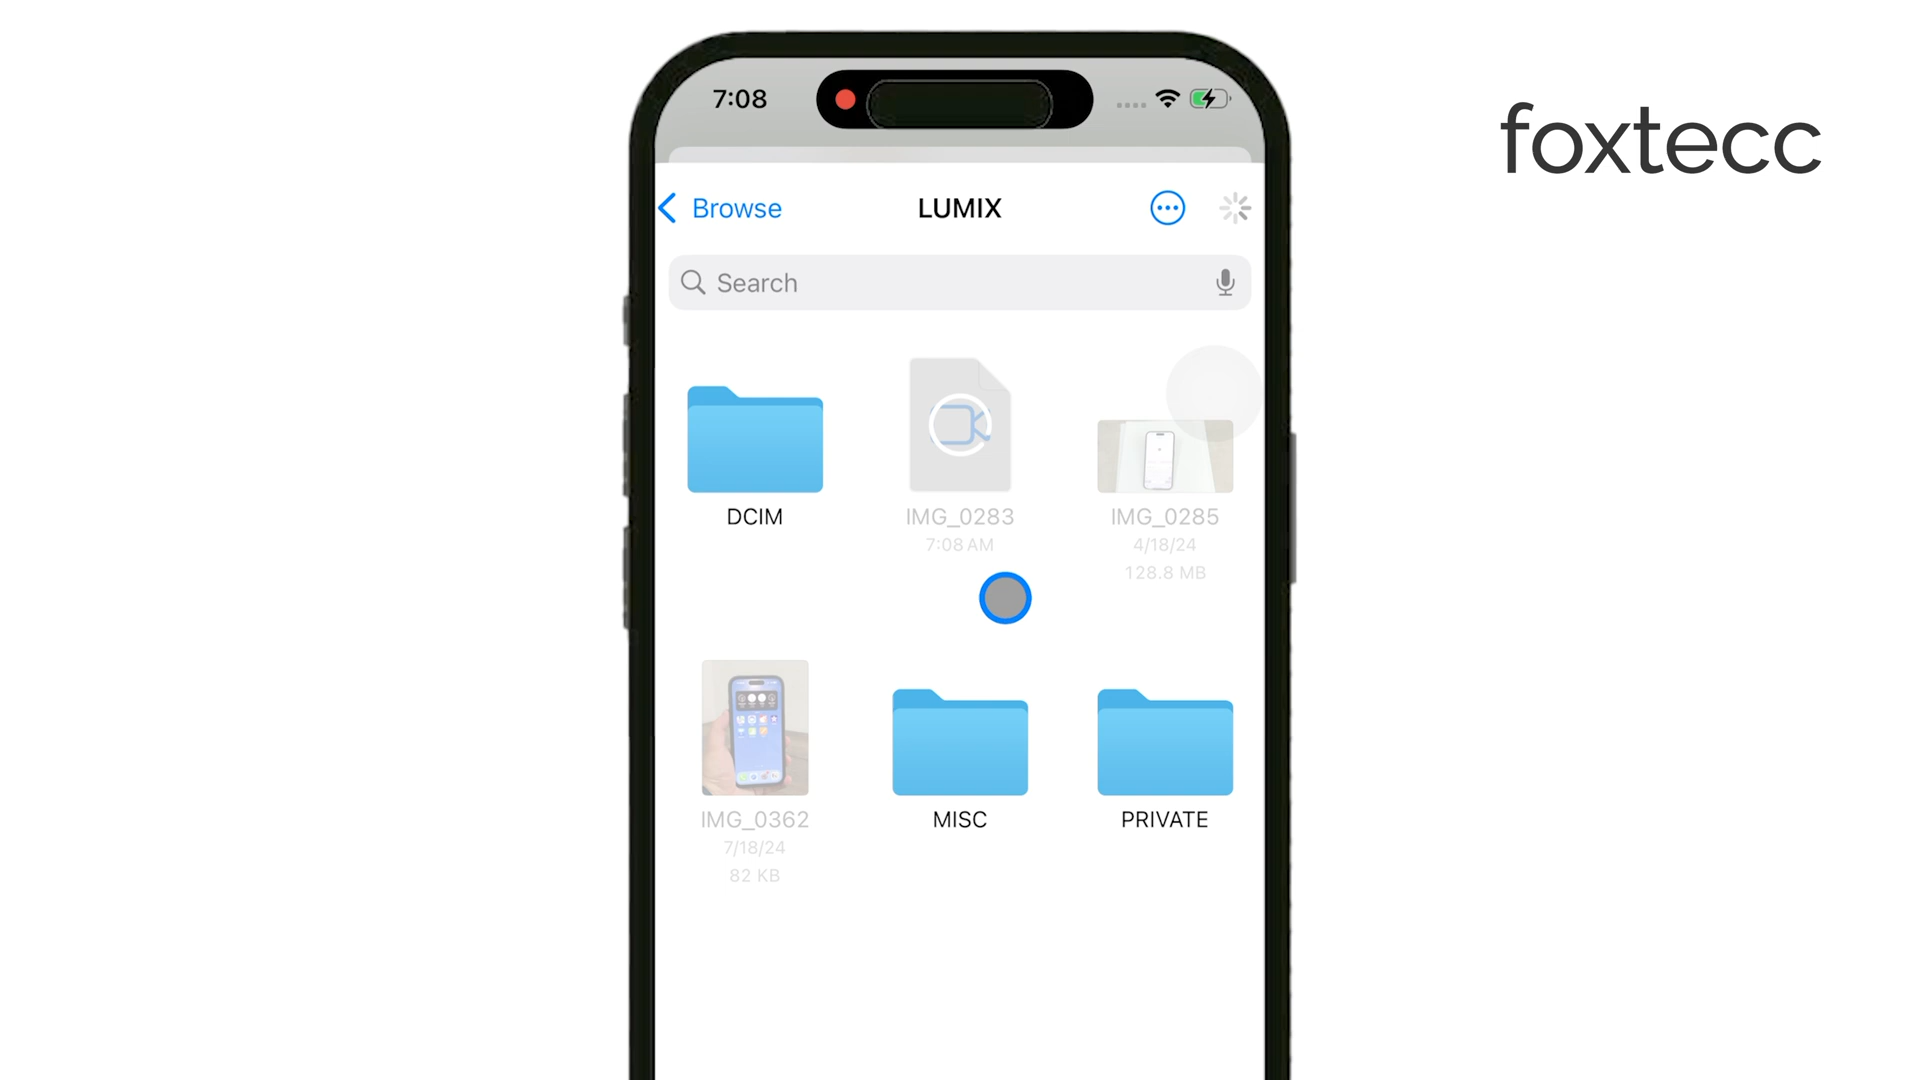 7:08
foxtecc
Browse
LUMIX
Search
DCIM
IMG_0283
7:08 AM
IMG_0285
4/18/24
128.8 MB
IMG_0362
7/18/24
82 KB
MISC
PRIVATE